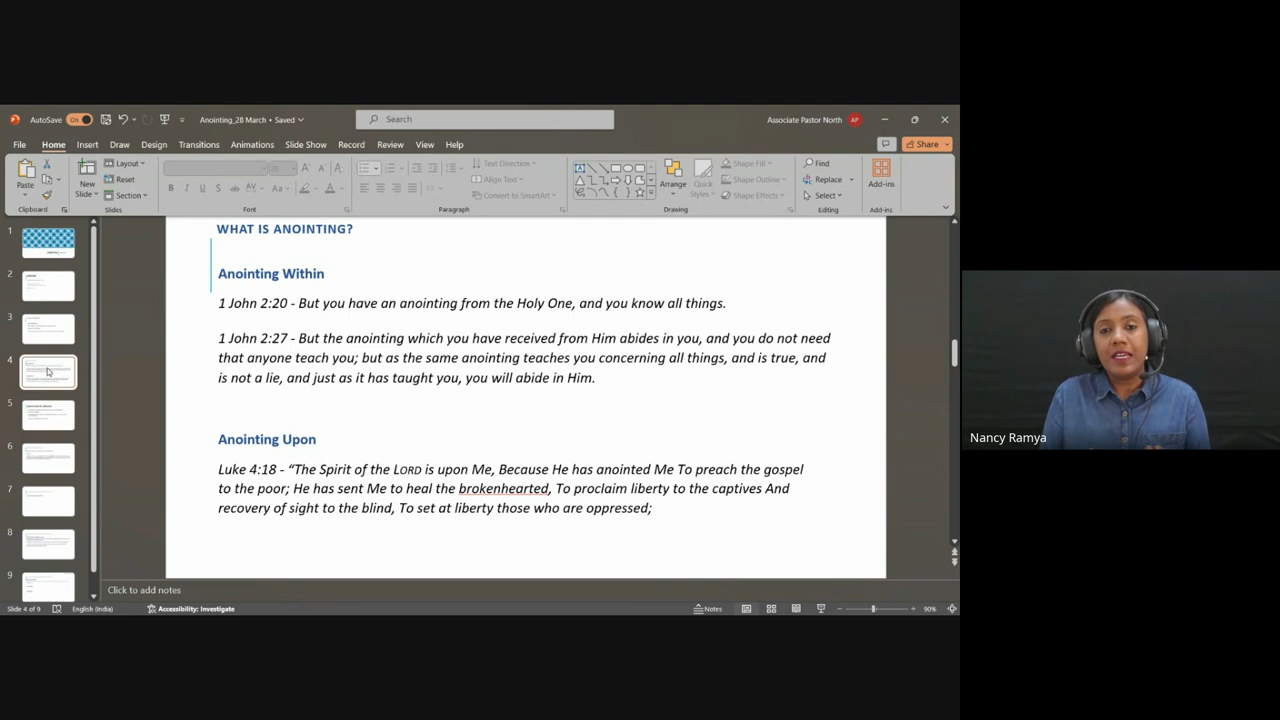 AutoSave On Anointing_28 March • Saved Search Associate Pastor North AP
File Home Insert Draw Design Transitions Animations Slide Show Record Review View Help Share
Paste New Slide Layout Reset Section Text Direction Align Text Convert to SmartArt Arrange Quick Styles Shape Fill Shape Outline Shape Effects Find Replace Select Add-ins
Clipboard Slides Font Paragraph Drawing Editing Add-ins
1
2
3
4
5
6
7
8
9
WHAT IS ANOINTING?
Anointing Within
1 John 2:20 - But you have an anointing from the Holy One, and you know all things.
1 John 2:27 - But the anointing which you have received from Him abides in you, and you do not need
that anyone teach you; but as the same anointing teaches you concerning all things, and is true, and
is not a lie, and just as it has taught you, you will abide in Him.
Anointing Upon
Luke 4:18 - “The Spirit of the LORD is upon Me, Because He has anointed Me To preach the gospel
to the poor; He has sent Me to heal the brokenhearted, To proclaim liberty to the captives And
recovery of sight to the blind, To set at liberty those who are oppressed;
Click to add notes
Slide 4 of 9 English (India) Accessibility: Investigate Notes 90%
Nancy Ramya